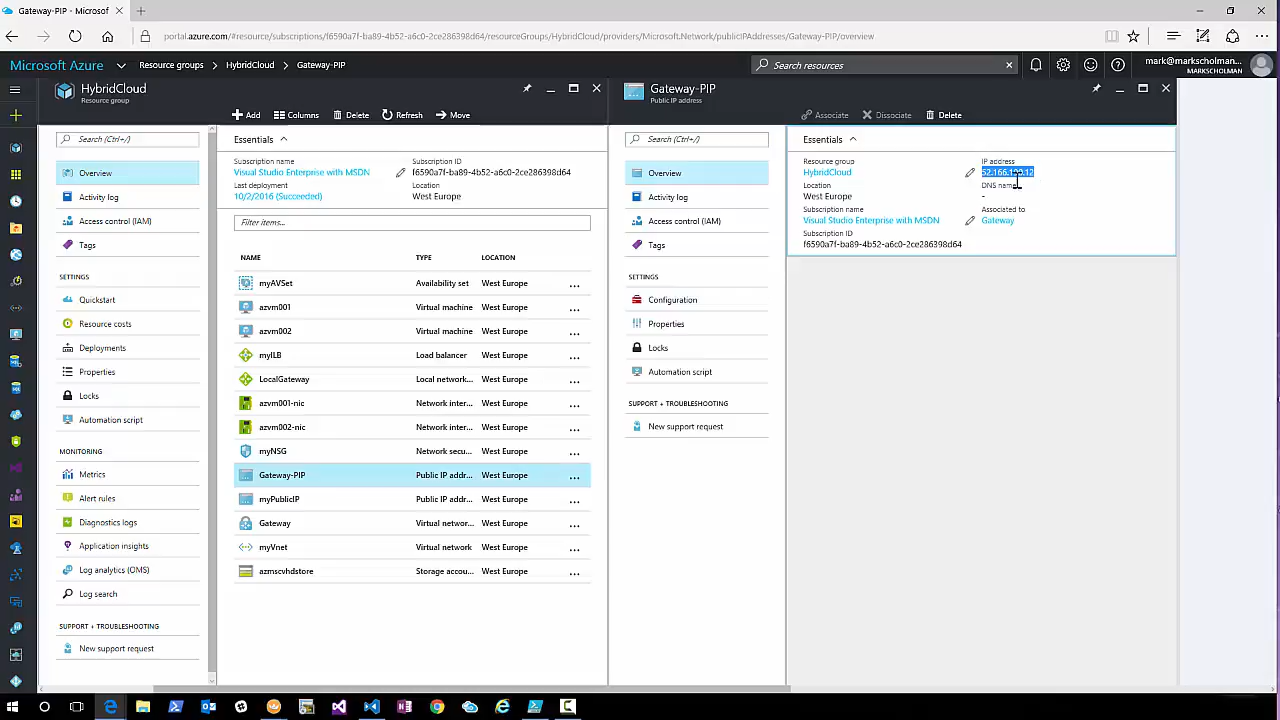 Gateway-PIP - Microsof
portal.azure.com/#resource/subscriptions/f6590a7f-ba89-4b52-a6c0-2ce286398d64/resourceGroups/HybridCloud/providers/Microsoft.Network/publicIPAddresses/Gateway-PIP/overview
Microsoft Azure Resource groups > HybridCloud > Gateway-PIP
Search resources
mark@markscholman...
MARKSCHOLMAN
HybridCloud
Resource group
Add Columns Delete Refresh Move
Search (Ctrl+/)
Overview
Activity log
Access control (IAM)
Tags
SETTINGS
Quickstart
Resource costs
Deployments
Properties
Locks
Automation script
MONITORING
Metrics
Alert rules
Diagnostics logs
Application insights
Log analytics (OMS)
Log search
SUPPORT + TROUBLESHOOTING
New support request
Essentials
Subscription name Subscription ID
Visual Studio Enterprise with MSDN f6590a7f-ba89-4b52-a6c0-2ce286398d64
Last deployment Location
10/2/2016 (Succeeded) West Europe
Filter items...
NAME TYPE LOCATION
myAVSet Availability set West Europe ...
azvm001 Virtual machine West Europe ...
azvm002 Virtual machine West Europe ...
myILB Load balancer West Europe ...
LocalGateway Local network... West Europe ...
azvm001-nic Network inter... West Europe ...
azvm002-nic Network inter... West Europe ...
myNSG Network secu... West Europe ...
Gateway-PIP Public IP addr... West Europe ...
myPublicIP Public IP addr... West Europe ...
Gateway Virtual networ... West Europe ...
myVnet Virtual network West Europe ...
azmscvhdstore Storage accou... West Europe ...
Gateway-PIP
Public IP address
Associate Dissociate Delete
Search (Ctrl+/)
Overview
Activity log
Access control (IAM)
Tags
SETTINGS
Configuration
Properties
Locks
Automation script
SUPPORT + TROUBLESHOOTING
New support request
Essentials
Resource group IP address
HybridCloud
Location DNS name
West Europe -
Subscription name Associated to
Visual Studio Enterprise with MSDN Gateway
Subscription ID
f6590a7f-ba89-4b52-a6c0-2ce286398d64